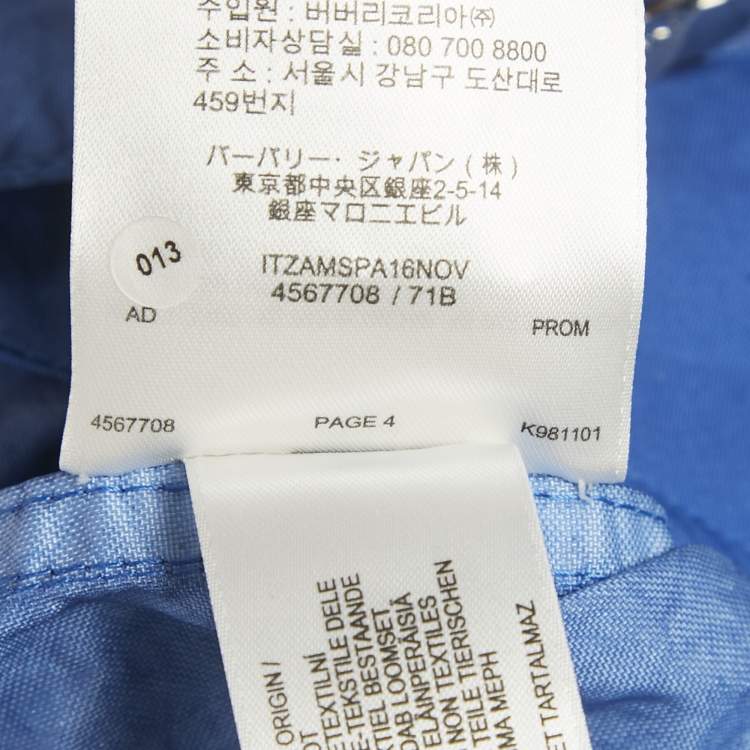 수입원 : 버버리코리아㈜
소비자상담실 : 080 700 8800
주 소 : 서울시 강남구 도산대로
459번지
バーバリー・ジャパン ( 株 )
東京都中央区銀座2-5-14
銀座マロニエビル
013
ITZAMSPA16NOV
4567708 / 71B
AD
PROM
4567708
PAGE 4
K981101
ORIGIN /
TEXTILNÍ
E-TEKSTILE DELE
TIEL BESTAANDE
DAB LOOMSET
ELÄINPERÄISIÄ
NON TEXTILES
TEILE TIERISCHEN
ET TARTALMAZ